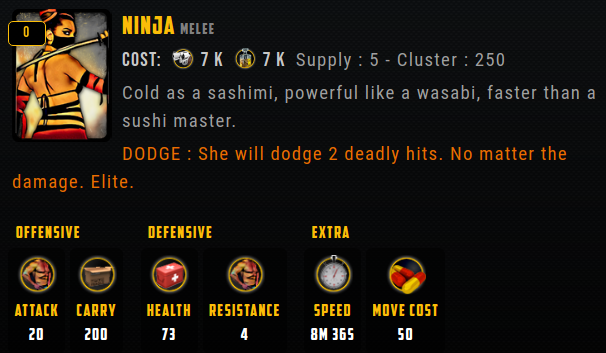 0
NINJA MELEE
COST: 7 K 7 K Supply : 5 - Cluster : 250
Cold as a sashimi, powerful like a wasabi, faster than a
sushi master.
DODGE : She will dodge 2 deadly hits. No matter the
damage. Elite.
OFFENSIVE DEFENSIVE EXTRA
ATTACK CARRY HEALTH RESISTANCE SPEED MOVE COST
20 200 73 4 8M 365 50